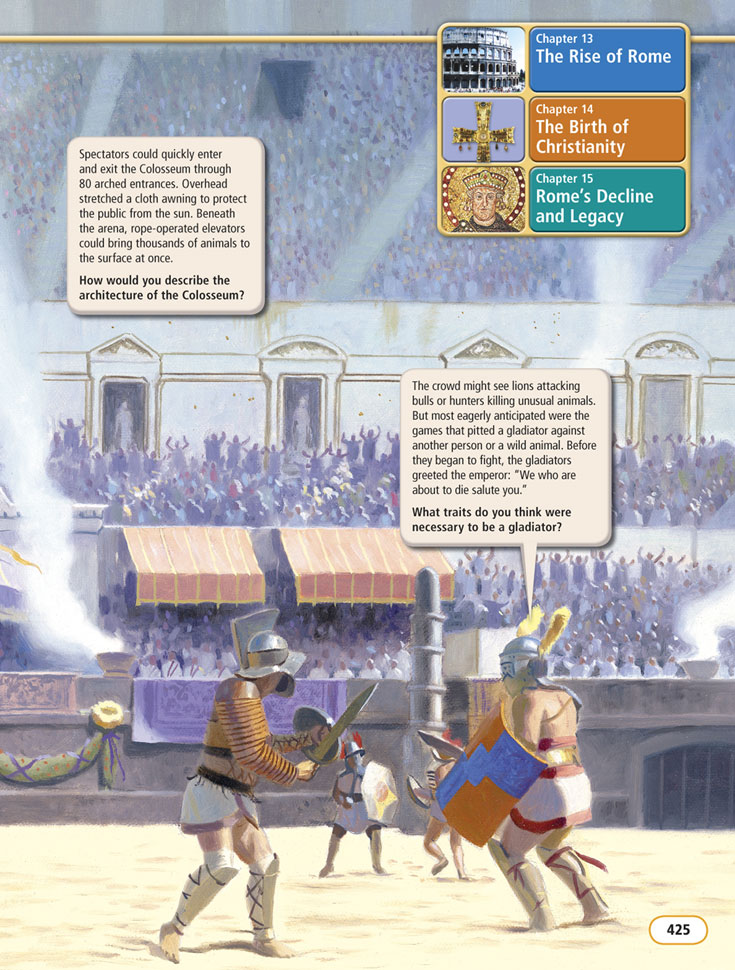 Chapter 13
The Rise of Rome
Chapter 14
The Birth of
Christianity
Chapter 15
Rome's Decline
and Legacy
Spectators could quickly enter
and exit the Colosseum through
80 arched entrances. Overhead
stretched a cloth awning to protect
the public from the sun. Beneath
the arena, rope-operated elevators
could bring thousands of animals to
the surface at once.
How would you describe the
architecture of the Colosseum?
The crowd might see lions attacking
bulls or hunters killing unusual animals.
But most eagerly anticipated were the
games that pitted a gladiator against
another person or a wild animal. Before
they began to fight, the gladiators
greeted the emperor: “We who are
about to die salute you.”
What traits do you think were
necessary to be a gladiator?
425